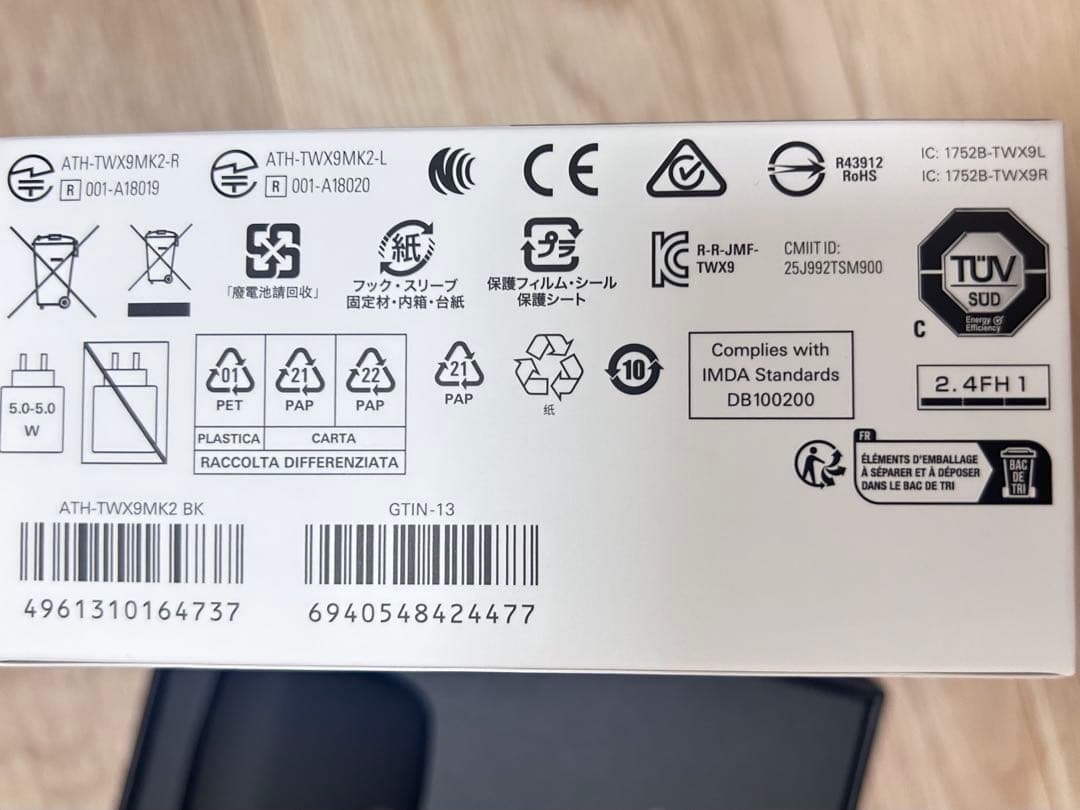 ATH-TWX9MK2-R
R 001-A18019
ATH-TWX9MK2-L
R 001-A18020
CE
R43912
RoHS
IC: 1752B-TWX9L
IC: 1752B-TWX9R
「廢電池請回收」
紙
フック・スリーブ
固定材・内箱・台紙
プラ
保護フィルム・シール
保護シート
R-R-JMF-
TWX9
CMIIT ID:
25J992TSM900
TÜV
SÜD
Energy
Efficiency
C
5.0-5.0
W
01
PET
21
PAP
22
PAP
PLASTICA
CARTA
RACCOLTA DIFFERENZIATA
21
PAP
纸
10
Complies with
IMDA Standards
DB100200
2.4FH 1
FR
ÉLÉMENTS D'EMBALLAGE
À SÉPARER ET À DÉPOSER
DANS LE BAC DE TRI
BAC
DE
TRI
ATH-TWX9MK2 BK
4961310164737
GTIN-13
6940548424477